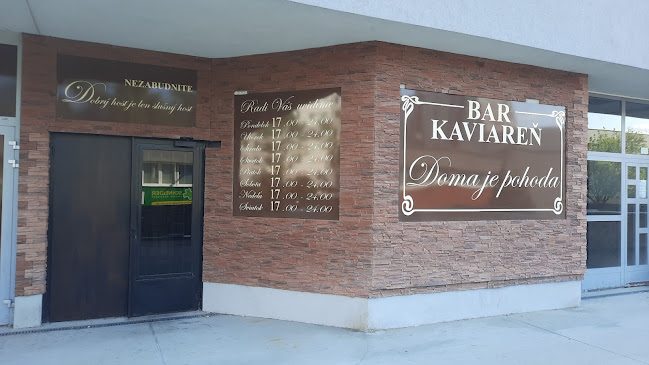 NEZABUDNITE
Dobrý hosť je len slušný hosť
Radi Vás uvidíme
Pondelok 17.00 - 24.00
Utorok 17.00 - 24.00
Streda 17.00 - 24.00
Štvrtok 17.00 - 24.00
Piatok 17.00 - 24.00
Sobota 17.00 - 24.00
Nedeľa 17.00 - 24.00
Sviatok 17.00 - 24.00
BAR
KAVIAREŇ
Doma je pohoda